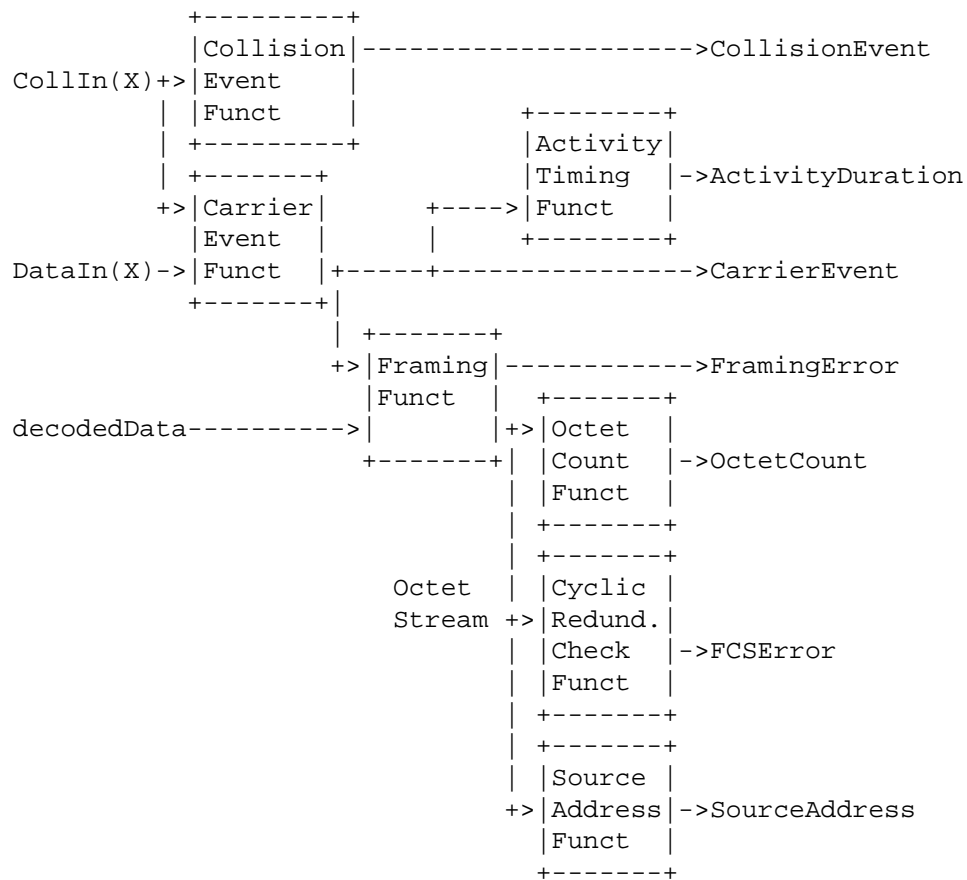 Collision CollisionEvent
CollIn(X) Event
Funct
Activity
Timing ActivityDuration
Carrier Funct
Event
DataIn(X) Funct CarrierEvent
Framing FramingError
Funct
decodedData Octet
Count OctetCount
Funct
Octet Cyclic
Stream Redund.
Check FCSError
Funct
Source
Address SourceAddress
Funct